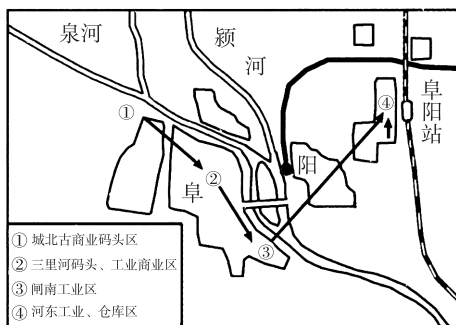 泉河
颍河
阜阳站
①
④
②
阜
阳
③
① 城北古商业码头区
② 三里河码头、工业商业区
③ 闸南工业区
④ 河东工业、仓库区